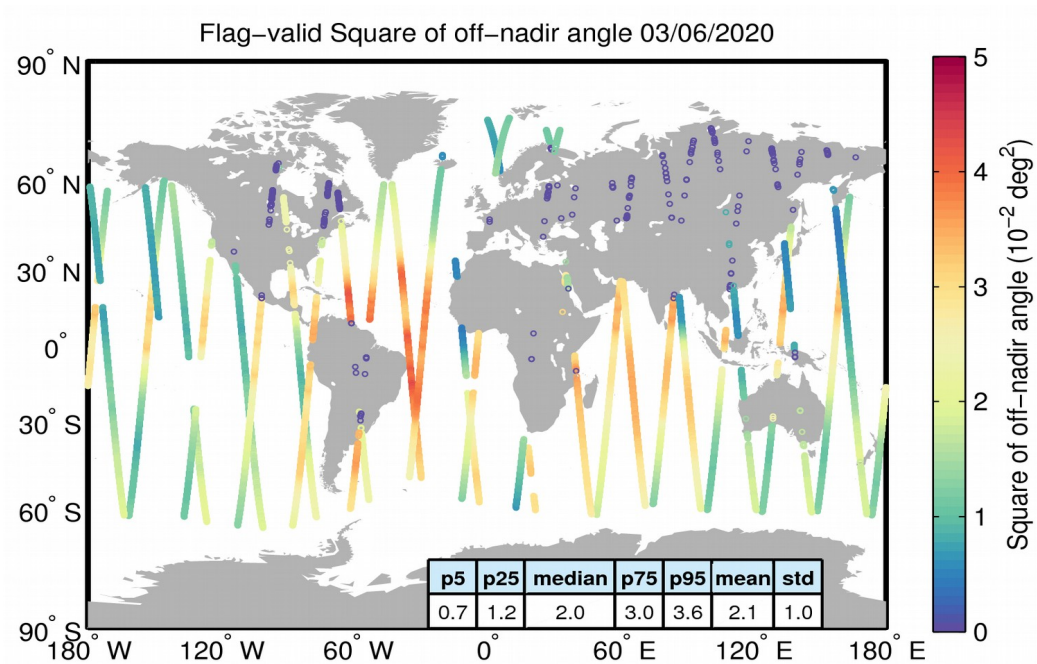 Flag−valid Square of off−nadir angle 03/06/2020
90° N
60° N
30° N
0°
30° S
60° S
90° S
180° W
120° W
60° W
0°
60° E
120° E
180° E
p5 p25 median p75 p95 mean std
0.7 1.2 2.0 3.0 3.6 2.1 1.0
5
4
3
2
1
0
Square of off−nadir angle (10⁻² deg²)